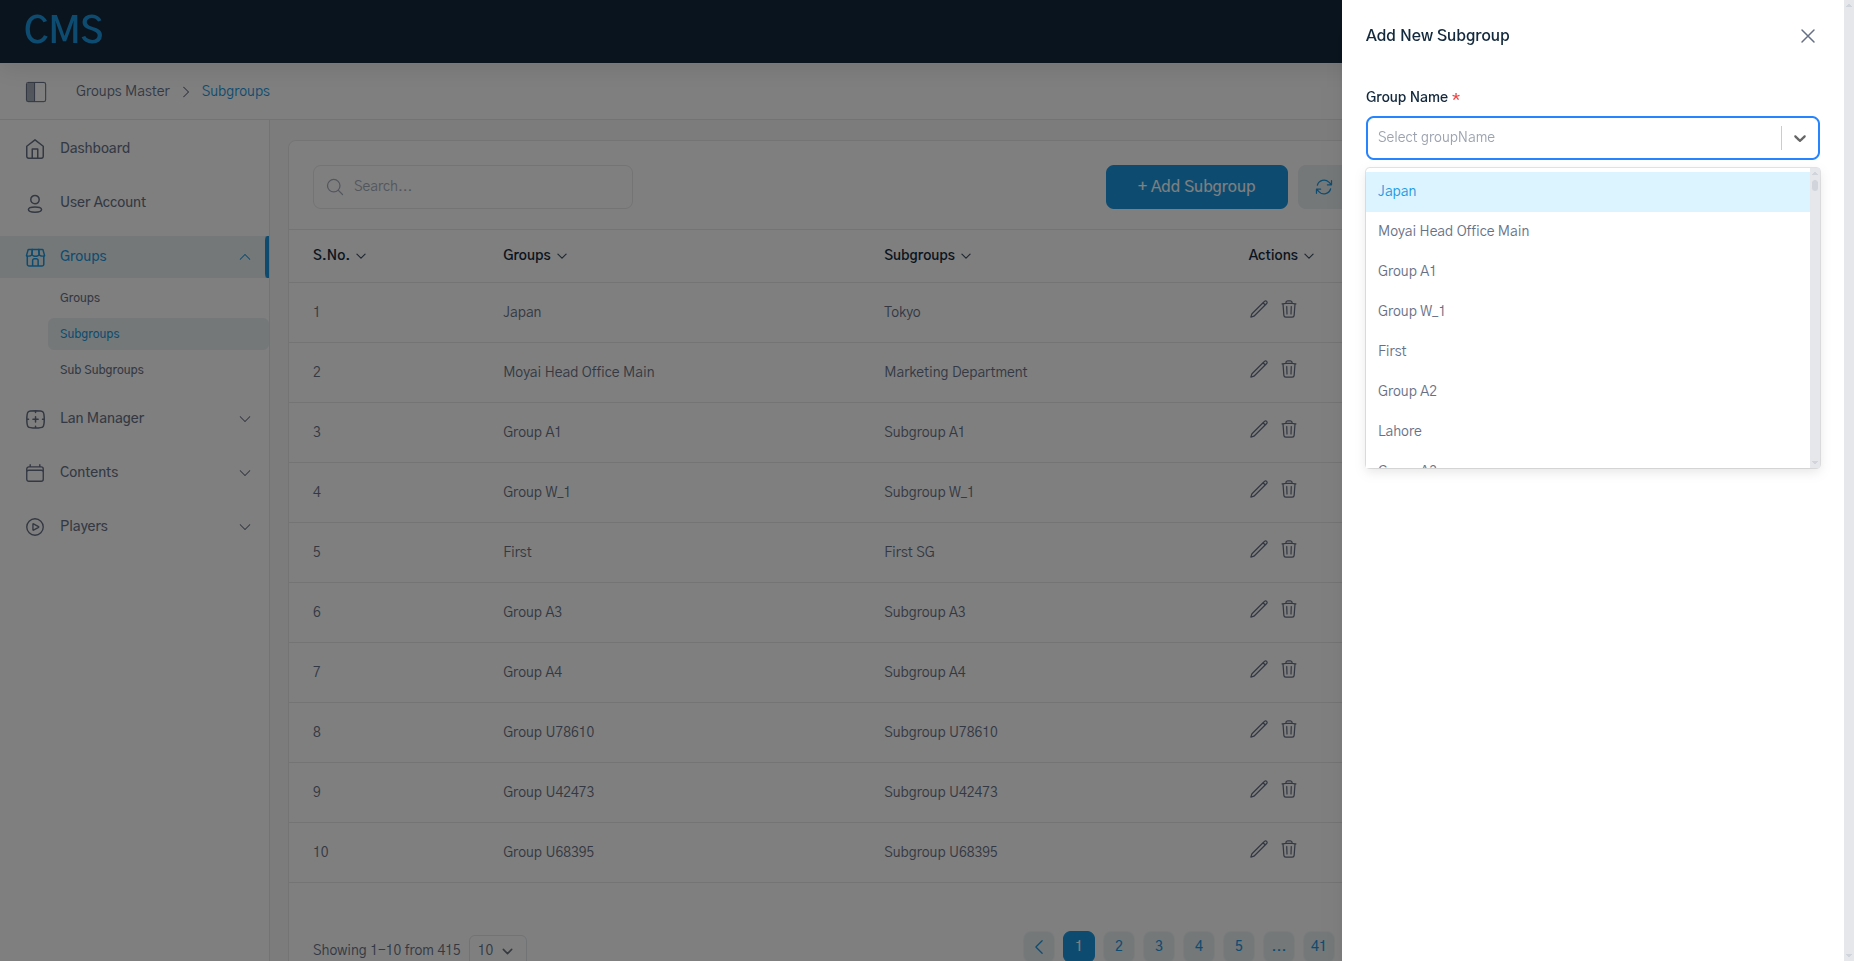 CMS
Groups Master > Subgroups
Dashboard
User Account
Groups
Groups
Subgroups
Sub Subgroups
Lan Manager
Contents
Players
Search...
+ Add Subgroup
S.No. Groups Subgroups Actions
1 Japan Tokyo
2 Moyai Head Office Main Marketing Department
3 Group A1 Subgroup A1
4 Group W_1 Subgroup W_1
5 First First SG
6 Group A3 Subgroup A3
7 Group A4 Subgroup A4
8 Group U78610 Subgroup U78610
9 Group U42473 Subgroup U42473
10 Group U68395 Subgroup U68395
Showing 1-10 from 415 10
1 2 3 4 5 ... 41
Add New Subgroup
Group Name *
Select groupName
Japan
Moyai Head Office Main
Group A1
Group W_1
First
Group A2
Lahore